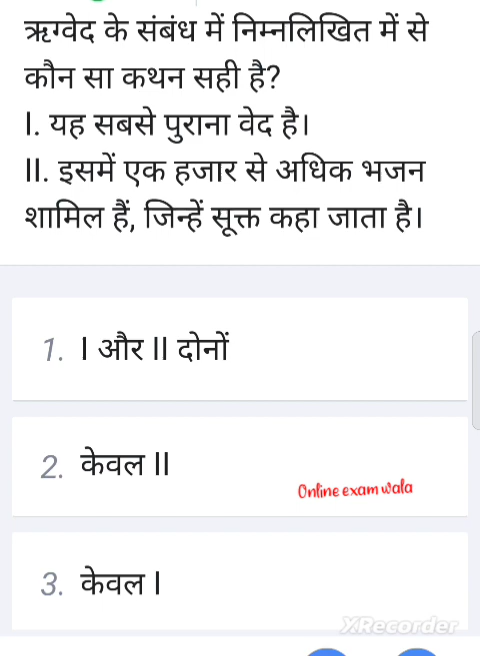 ऋग्वेद के संबंध में निम्नलिखित में से
कौन सा कथन सही है?
I. यह सबसे पुराना वेद है।
II. इसमें एक हजार से अधिक भजन
शामिल हैं, जिन्हें सूक्त कहा जाता है।
1. I और II दोनों
2. केवल II
Online exam wala
3. केवल I
XRecorder